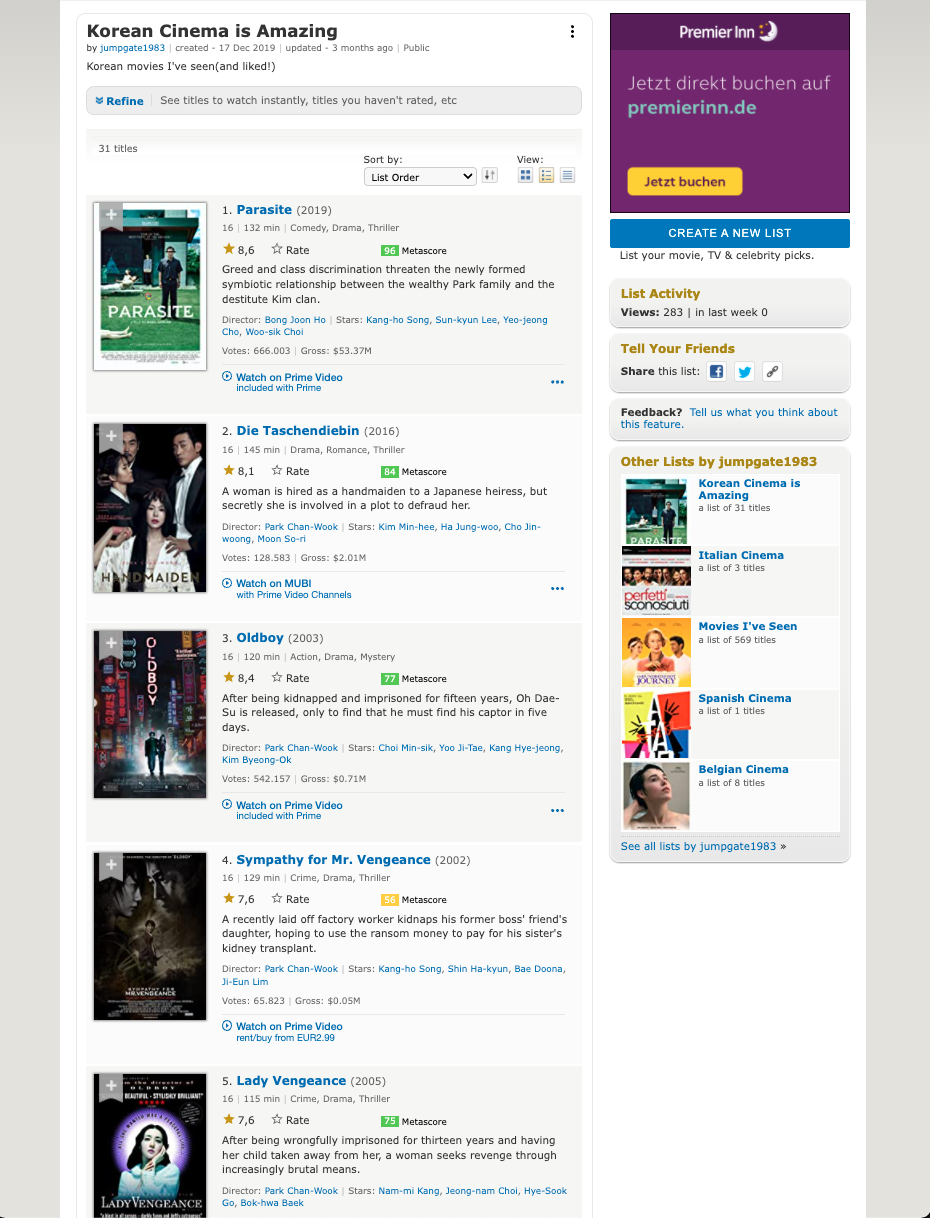 Korean Cinema is Amazing
by jumpgate1983 | created - 17 Dec 2019 | updated - 3 months ago | Public
Korean movies I've seen(and liked!)
Refine | See titles to watch instantly, titles you haven't rated, etc
31 titles
Sort by: View:
List Order
1. Parasite (2019)
16 | 132 min | Comedy, Drama, Thriller
8,6 Rate 96 Metascore
Greed and class discrimination threaten the newly formed
symbiotic relationship between the wealthy Park family and the
destitute Kim clan.
Director: Bong Joon Ho | Stars: Kang-ho Song, Sun-kyun Lee, Yeo-jeong
Cho, Woo-sik Choi
Votes: 666.003 | Gross: $53.37M
Watch on Prime Video
included with Prime
PARASITE
2. Die Taschendiebin (2016)
16 | 145 min | Drama, Romance, Thriller
8,1 Rate 84 Metascore
A woman is hired as a handmaiden to a Japanese heiress, but
secretly she is involved in a plot to defraud her.
Director: Park Chan-Wook | Stars: Kim Min-hee, Ha Jung-woo, Cho Jin-
woong, Moon So-ri
Votes: 128.583 | Gross: $2.01M
Watch on MUBI
with Prime Video Channels
HANDMAIDEN
3. Oldboy (2003)
16 | 120 min | Action, Drama, Mystery
8,4 Rate 77 Metascore
After being kidnapped and imprisoned for fifteen years, Oh Dae-
Su is released, only to find that he must find his captor in five
days.
Director: Park Chan-Wook | Stars: Choi Min-sik, Yoo Ji-Tae, Kang Hye-jeong,
Kim Byeong-Ok
Votes: 542.157 | Gross: $0.71M
Watch on Prime Video
included with Prime
OLDBOY
4. Sympathy for Mr. Vengeance (2002)
16 | 129 min | Crime, Drama, Thriller
7,6 Rate 56 Metascore
A recently laid off factory worker kidnaps his former boss' friend's
daughter, hoping to use the ransom money to pay for his sister's
kidney transplant.
Director: Park Chan-Wook | Stars: Kang-ho Song, Shin Ha-kyun, Bae Doona,
Ji-Eun Lim
Votes: 65.823 | Gross: $0.05M
Watch on Prime Video
rent/buy from EUR2.99
SYMPATHY FOR
MR.VENGEANCE
5. Lady Vengeance (2005)
16 | 115 min | Crime, Drama, Thriller
7,6 Rate 75 Metascore
After being wrongfully imprisoned for thirteen years and having
her child taken away from her, a woman seeks revenge through
increasingly brutal means.
Director: Park Chan-Wook | Stars: Nam-mi Kang, Jeong-nam Choi, Hye-Sook
Go, Bok-hwa Baek
LADY VENGEANCE
Premier Inn
Jetzt direkt buchen auf
premierinn.de
Jetzt buchen
CREATE A NEW LIST
List your movie, TV & celebrity picks.
List Activity
Views: 283 | in last week 0
Tell Your Friends
Share this list:
Feedback? Tell us what you think about
this feature.
Other Lists by jumpgate1983
Korean Cinema is
Amazing
a list of 31 titles
PARASITE
Italian Cinema
a list of 3 titles
perfetti
sconosciuti
Movies I've Seen
a list of 569 titles
JOURNEY
Spanish Cinema
a list of 1 titles
Belgian Cinema
a list of 8 titles
See all lists by jumpgate1983 »